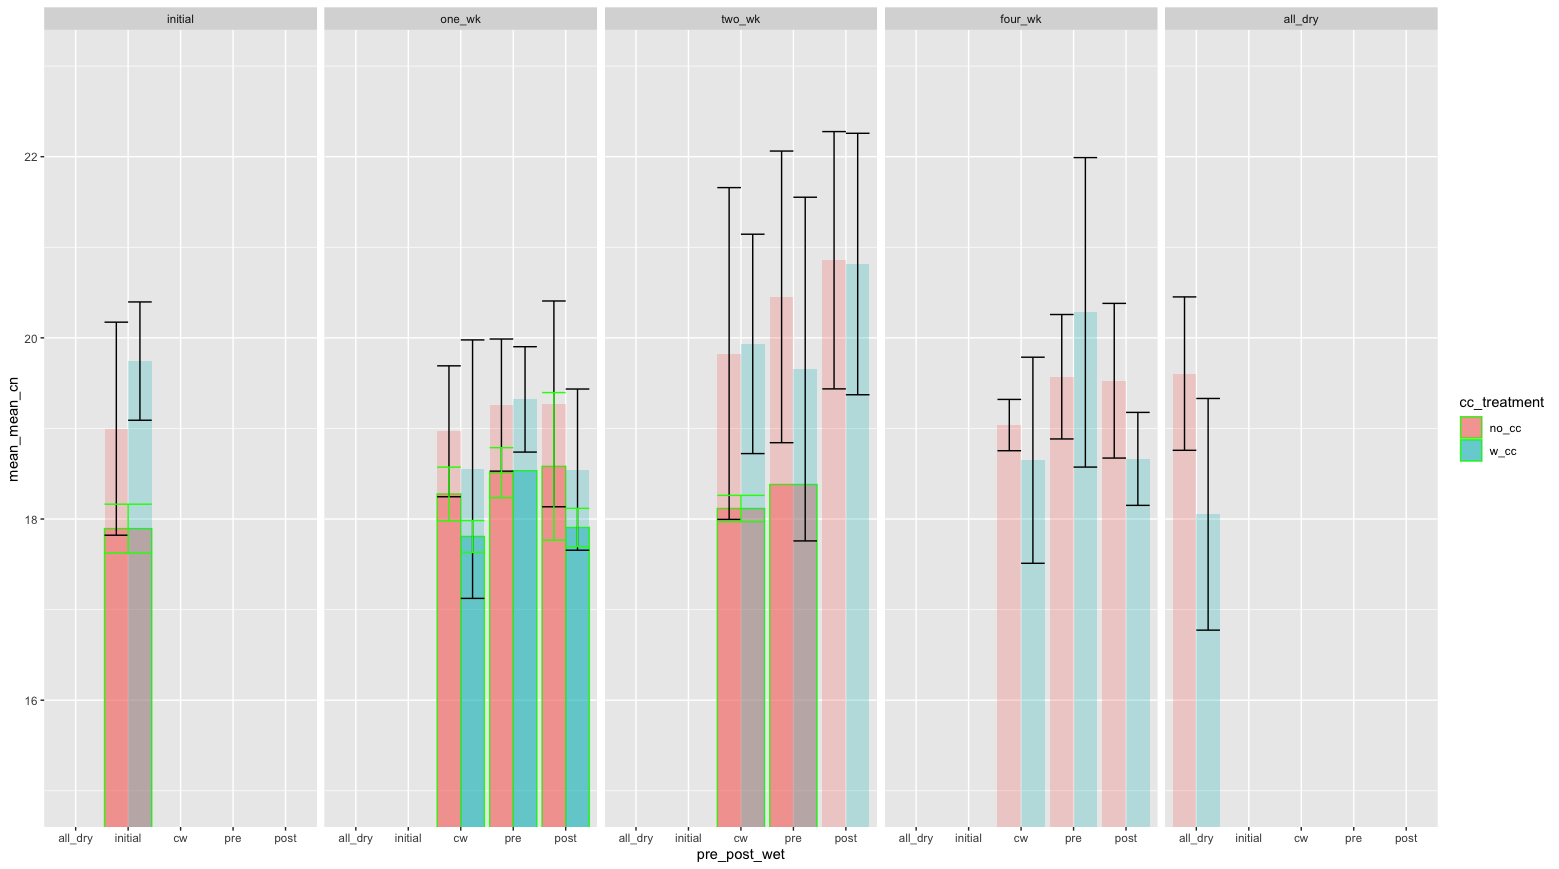 initial one_wk two_wk four_wk all_dry
22
20
18
16
mean_mean_cn
all_dry initial cw pre post all_dry initial cw pre post all_dry initial cw pre post all_dry initial cw pre post all_dry initial cw pre post
pre_post_wet
cc_treatment
no_cc
w_cc